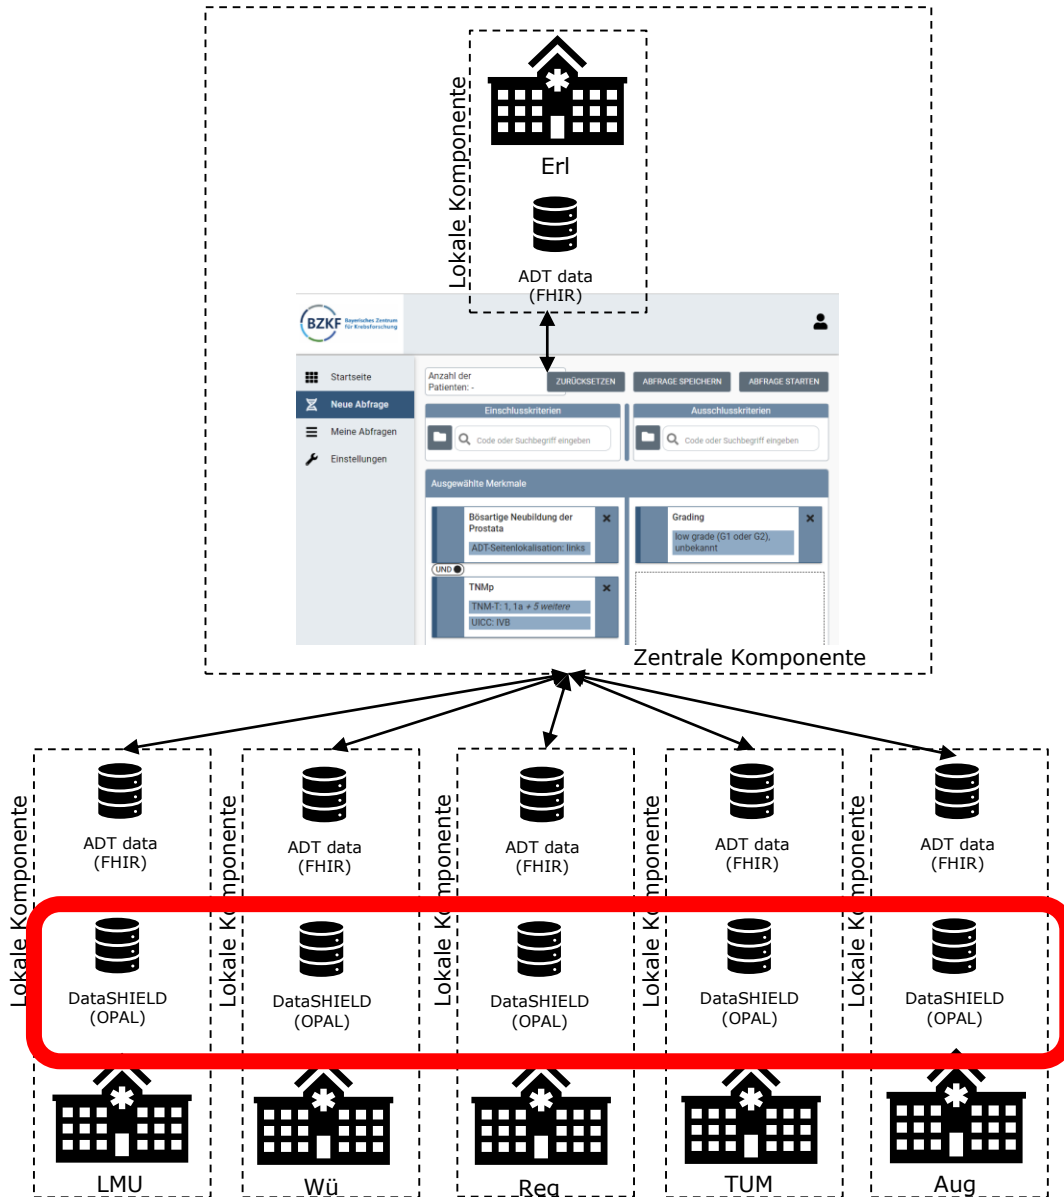 Lokale Komponente
Erl
ADT data
(FHIR)
BZKF Bayerisches Zentrum
für Krebsforschung
Startseite
Neue Abfrage
Meine Abfragen
Einstellungen
Anzahl der
Patienten: -
ZURÜCKSETZEN
ABFRAGE SPEICHERN
ABFRAGE STARTEN
Einschlusskriterien
Ausschlusskriterien
Code oder Suchbegriff eingeben
Code oder Suchbegriff eingeben
Ausgewählte Merkmale
Bösartige Neubildung der
Prostata
ADT-Seitenlokalisation: links
UND
TNMp
TNM-T: 1, 1a + 5 weitere
UICC: IVB
Grading
low grade (G1 oder G2),
unbekannt
Zentrale Komponente
Lokale Komponente
ADT data
(FHIR)
DataSHIELD
(OPAL)
LMU
Lokale Komponente
ADT data
(FHIR)
DataSHIELD
(OPAL)
Wü
Lokale Komponente
ADT data
(FHIR)
DataSHIELD
(OPAL)
Reg
Lokale Komponente
ADT data
(FHIR)
DataSHIELD
(OPAL)
TUM
Lokale Komponente
ADT data
(FHIR)
DataSHIELD
(OPAL)
Aug